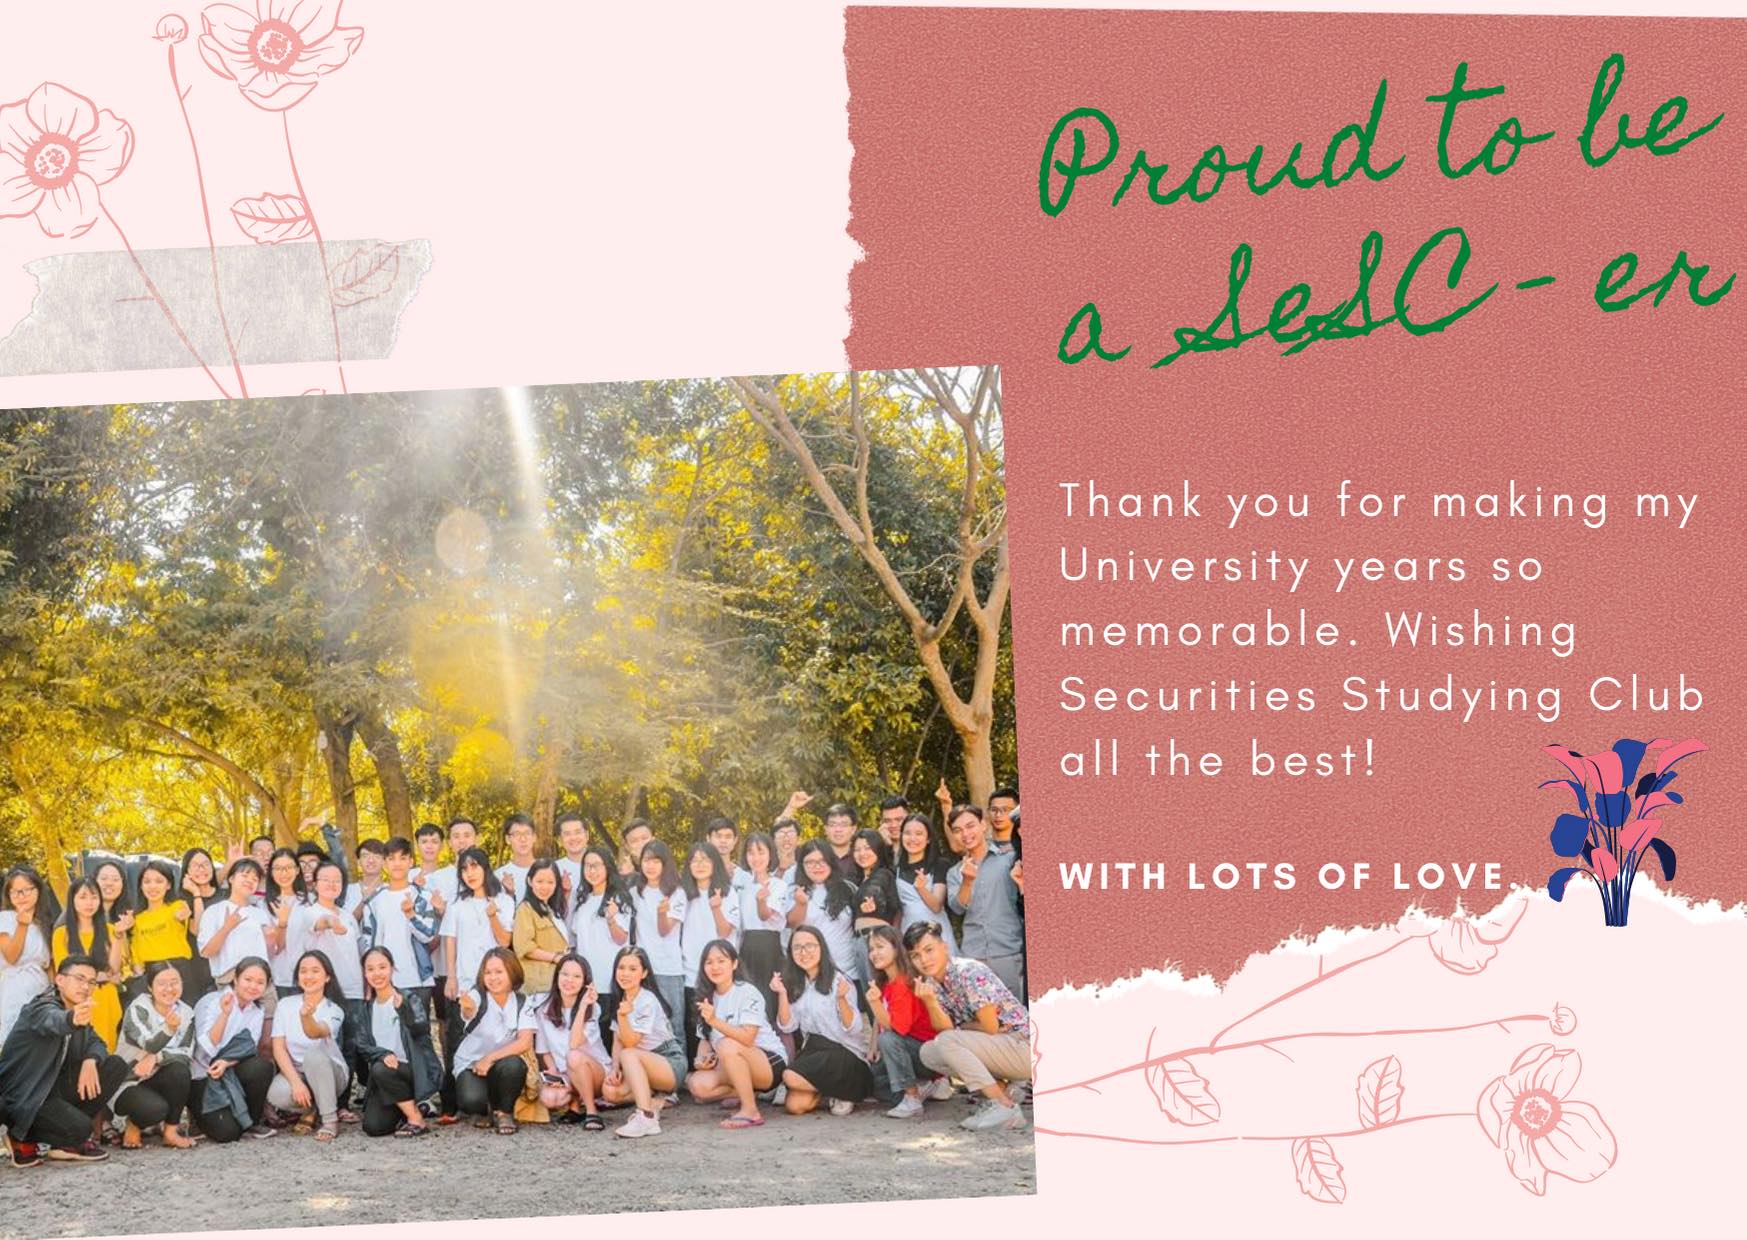 Proud to be
a SeSC - er
Thank you for making my
University years so
memorable. Wishing
Securities Studying Club
all the best!
WITH LOTS OF LOVE.